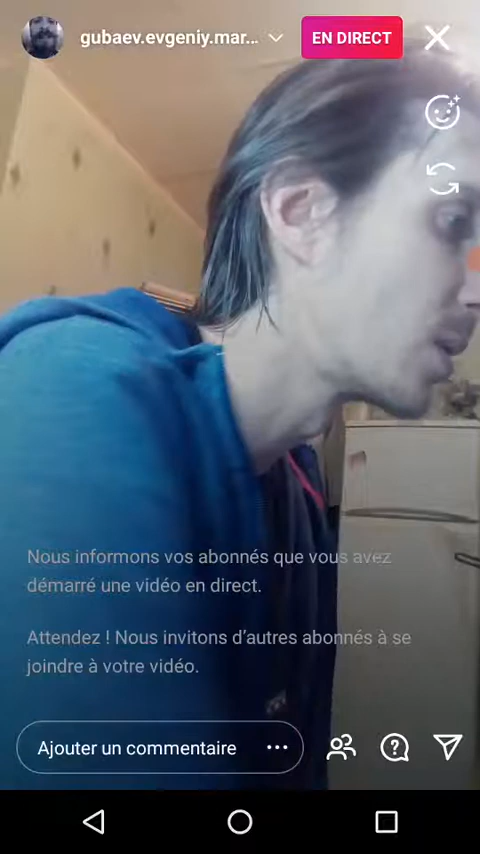 gubaev.evgeniy.mar...
EN DIRECT
Nous informons vos abonnés que vous avez
démarré une vidéo en direct.
Attendez ! Nous invitons d’autres abonnés à se
joindre à votre vidéo.
Ajouter un commentaire